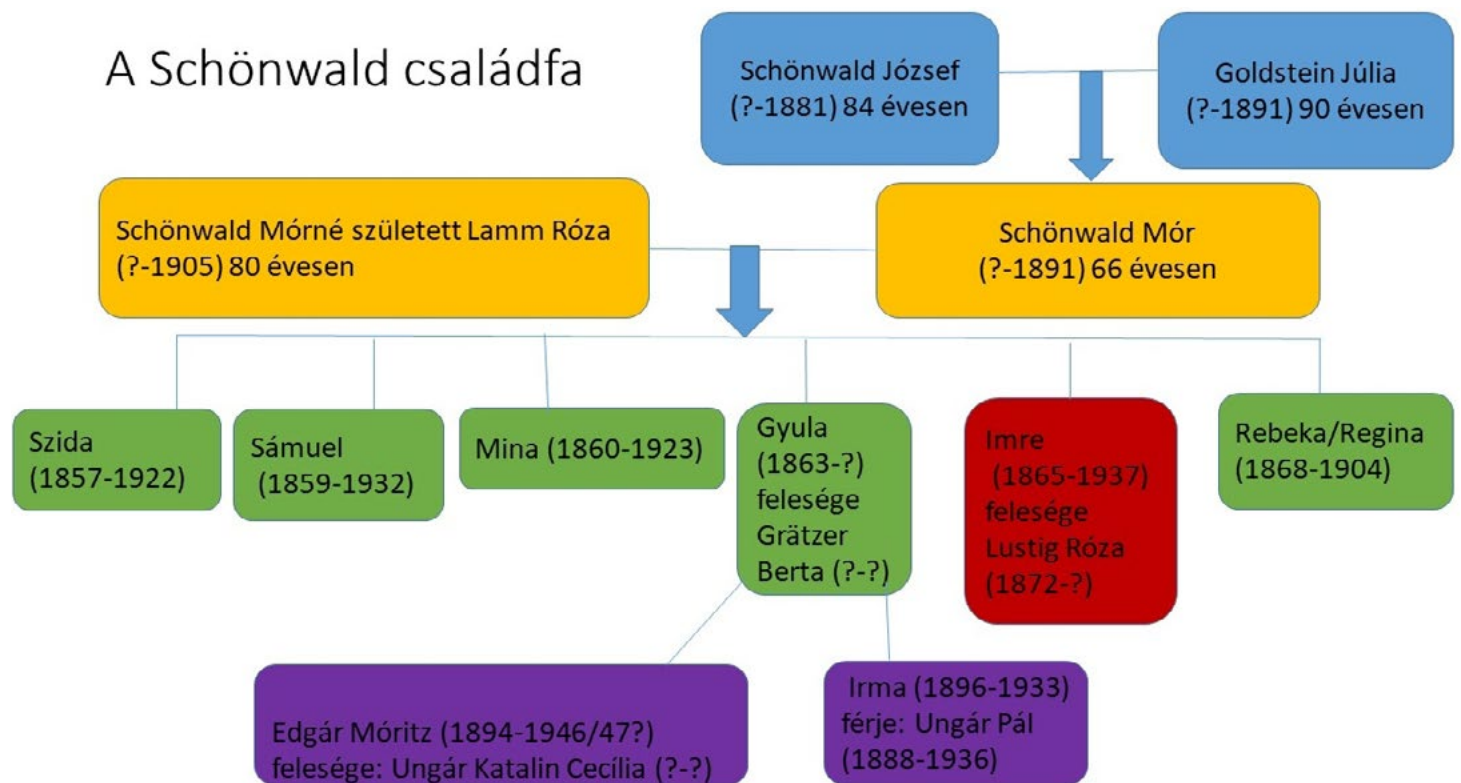 A Schönwald családfa
Schönwald József
(?-1881) 84 évesen
Goldstein Júlia
(?-1891) 90 évesen
Schönwald Mórné született Lamm Róza
(?-1905) 80 évesen
Schönwald Mór
(?-1891) 66 évesen
Szida
(1857-1922)
Sámuel
(1859-1932)
Mina (1860-1923)
Gyula
(1863-?)
felesége
Grätzer
Berta (?-?)
Imre
(1865-1937)
felesége
Lustig Róza
(1872-?)
Rebeka/Regina
(1868-1904)
Edgár Móritz (1894-1946/47?)
felesége: Ungár Katalin Cecília (?-?)
Irma (1896-1933)
férje: Ungár Pál
(1888-1936)